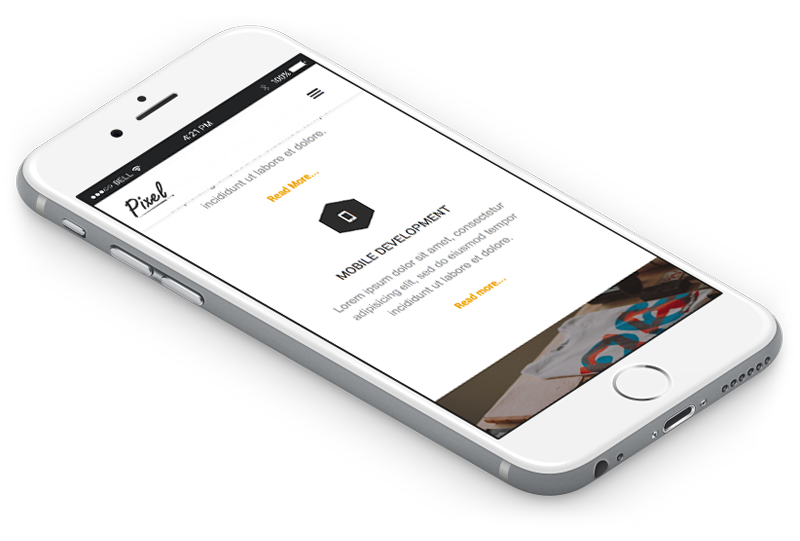 BELL 4:21 PM 100%
Pixel
incididunt ut labore et dolore.
Read More...
MOBILE DEVELOPMENT
Lorem ipsum dolor sit amet, consectetur
adipisicing elit, sed do eiusmod tempor
incididunt ut labore et dolore.
Read more...